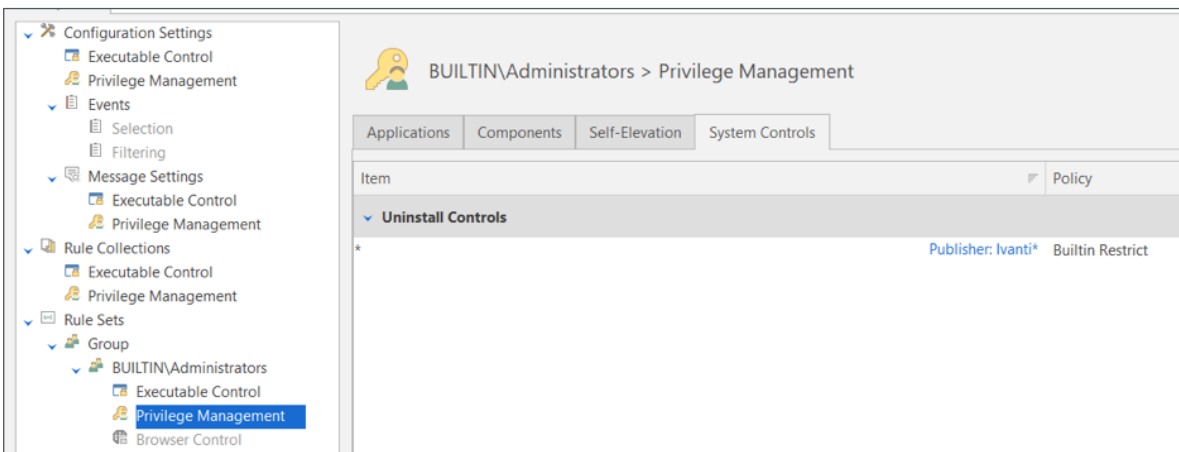 Configuration Settings
Executable Control
Privilege Management
Events
Selection
Filtering
Message Settings
Executable Control
Privilege Management
Rule Collections
Executable Control
Privilege Management
Rule Sets
Group
BUILTIN\Administrators
Executable Control
Privilege Management
Browser Control
BUILTIN\Administrators > Privilege Management
Applications Components Self-Elevation System Controls
Item Policy
Uninstall Controls
* Publisher: Ivanti* Builtin Restrict